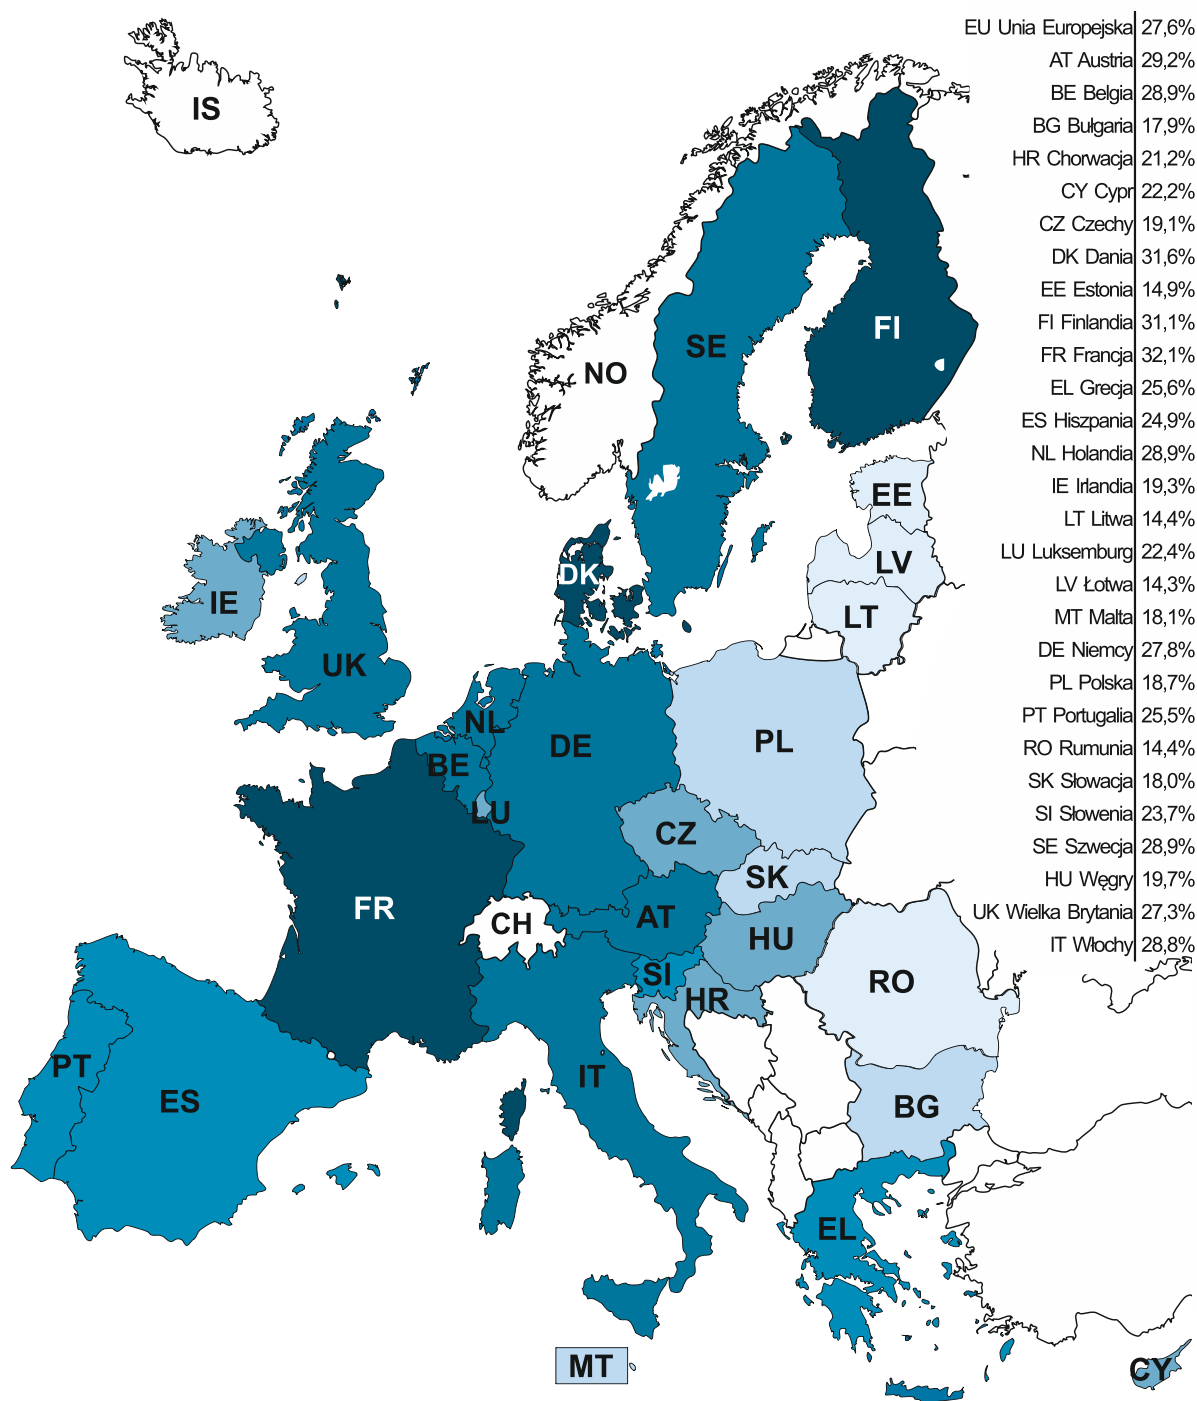 EU Unia Europejska 27,6%
AT Austria 29,2%
BE Belgia 28,9%
BG Bułgaria 17,9%
HR Chorwacja 21,2%
CY Cypr 22,2%
CZ Czechy 19,1%
DK Dania 31,6%
EE Estonia 14,9%
FI Finlandia 31,1%
FR Francja 32,1%
EL Grecja 25,6%
ES Hiszpania 24,9%
NL Holandia 28,9%
IE Irlandia 19,3%
LT Litwa 14,4%
LU Luksemburg 22,4%
LV Łotwa 14,3%
MT Malta 18,1%
DE Niemcy 27,8%
PL Polska 18,7%
PT Portugalia 25,5%
RO Rumunia 14,4%
SK Słowacja 18,0%
SI Słowenia 23,7%
SE Szwecja 28,9%
HU Węgry 19,7%
UK Wielka Brytania 27,3%
IT Włochy 28,8%
IS
FI
SE
NO
EE
LV
DK
IE
LT
UK
NL
DE
PL
BE
LU
CZ
SK
FR
AT
CH
HU
SI
RO
HR
PT
IT
ES
BG
EL
MT
CY